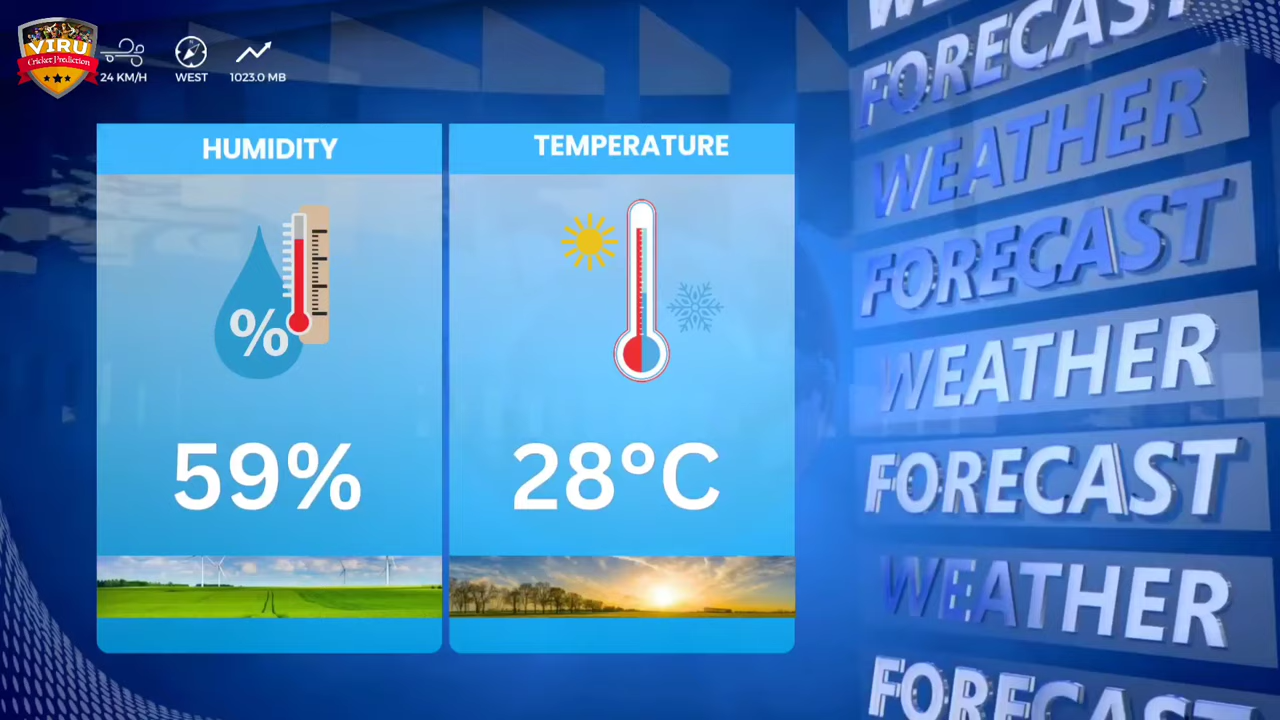 VIRU
Cricket Prediction
24 KM/H
WEST
1023.0 MB
HUMIDITY
TEMPERATURE
%
59%
28°C
FORECAST
WEATHER
FORECAST
WEATHER
FORECAST
WEATHER
FORECAST